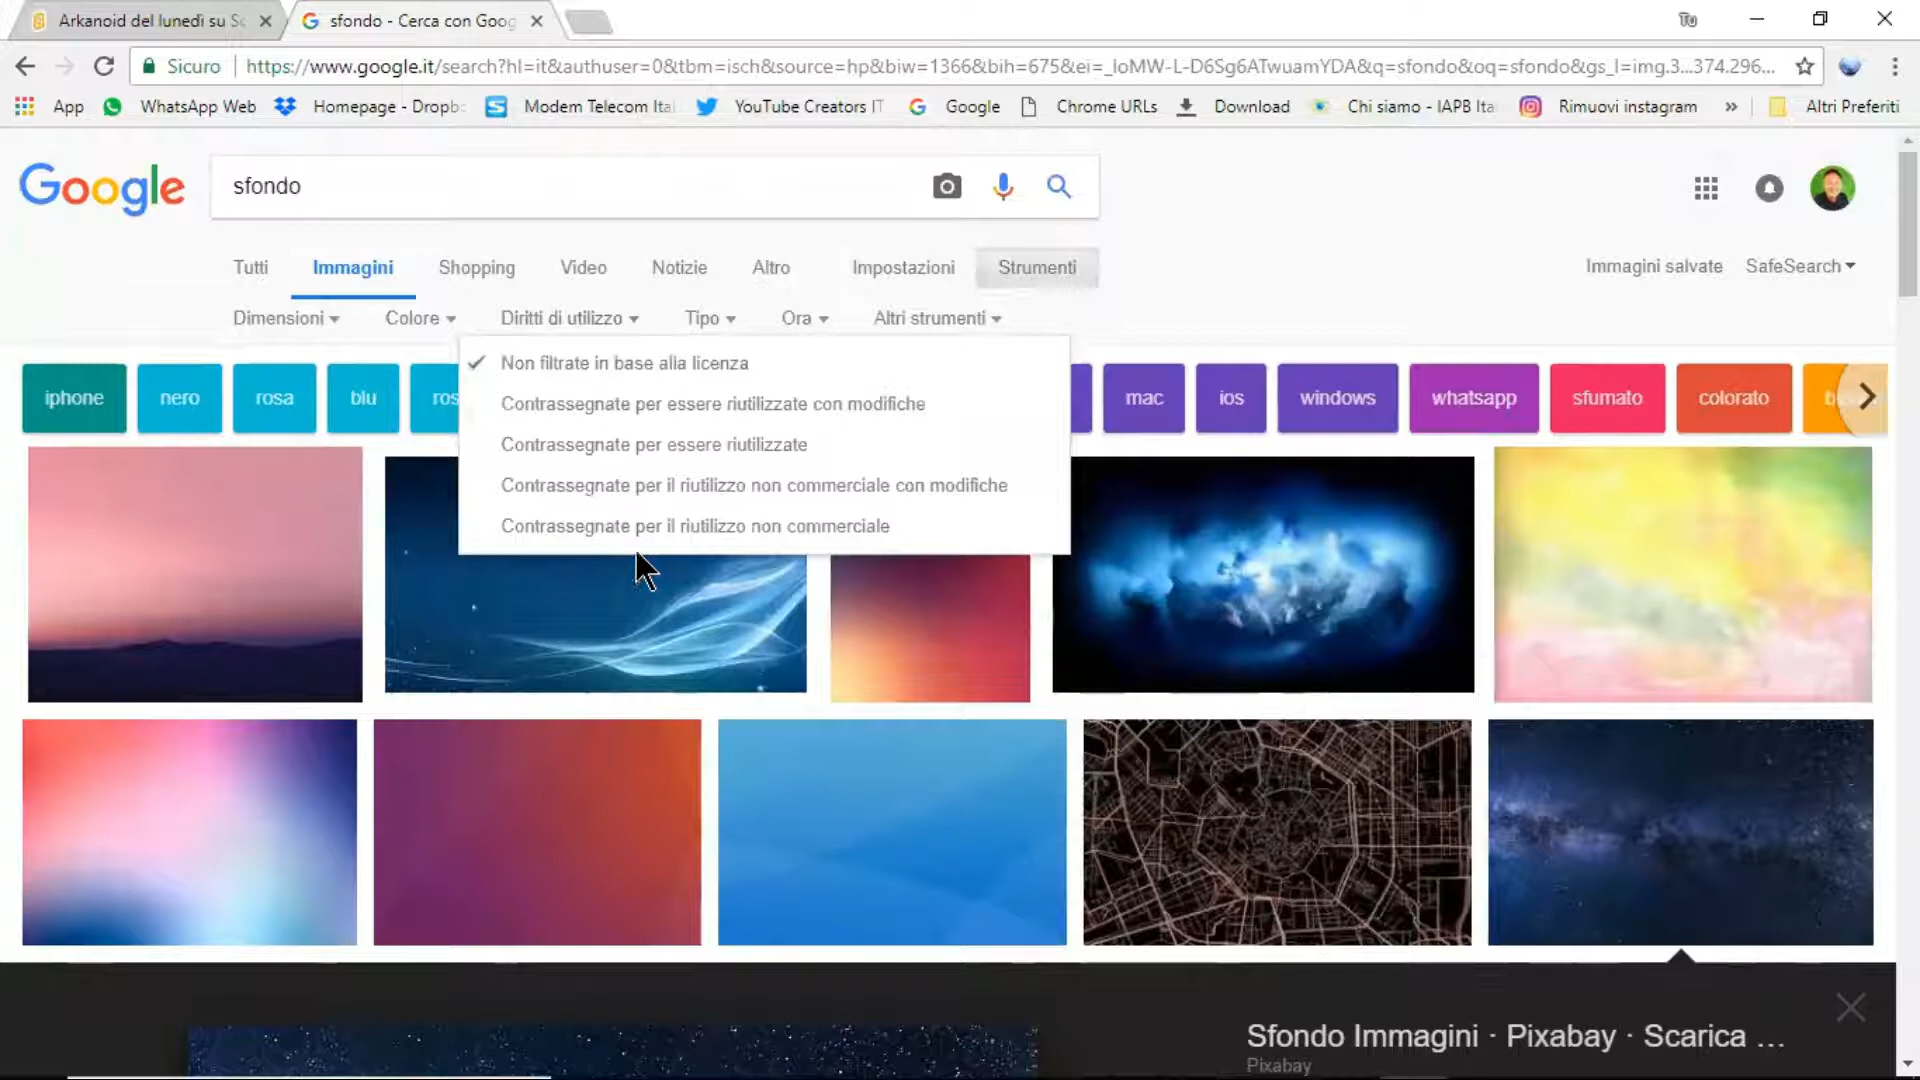 Arkanoid del lunedì su Sc
sfondo - Cerca con Goog
Tu
Sicuro https://www.google.it/search?hl=it&authuser=0&tbm=isch&source=hp&biw=1366&bih=675&ei=_loMW-L-D6Sg6ATwuamYDA&q=sfondo&oq=sfondo&gs_l=img.3...374.296...
App WhatsApp Web Homepage - Dropb Modem Telecom Ital YouTube Creators IT Google Chrome URLs Download Chi siamo - IAPB Ita Rimuovi instagram » Altri Preferiti
Google
sfondo
Tutti Immagini Shopping Video Notizie Altro Impostazioni Strumenti Immagini salvate SafeSearch
Dimensioni Colore Diritti di utilizzo Tipo Ora Altri strumenti
Non filtrate in base alla licenza
Contrassegnate per essere riutilizzate con modifiche
Contrassegnate per essere riutilizzate
Contrassegnate per il riutilizzo non commerciale con modifiche
Contrassegnate per il riutilizzo non commerciale
iphone nero rosa blu ros mac ios windows whatsapp sfumato colorato
Sfondo Immagini · Pixabay · Scarica ...
Pixabay